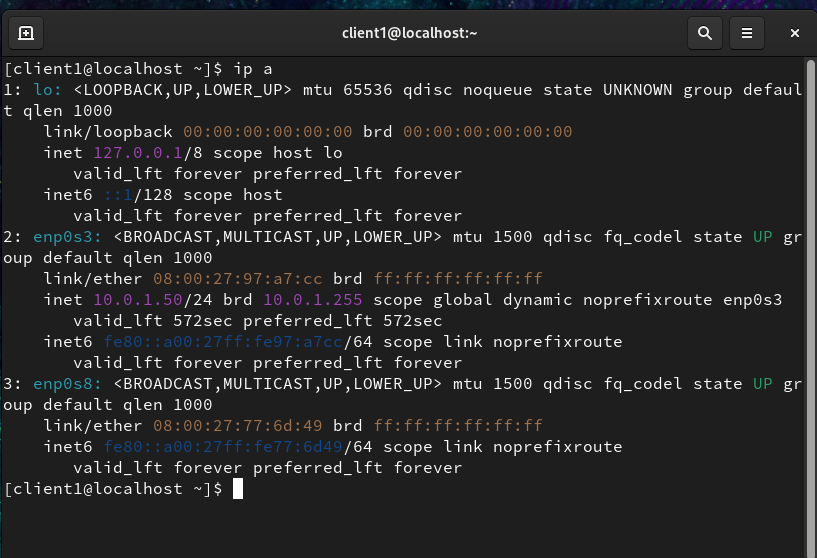 client1@localhost:~
[client1@localhost ~]$ ip a
1: lo: <LOOPBACK,UP,LOWER_UP> mtu 65536 qdisc noqueue state UNKNOWN group defaul
t qlen 1000
    link/loopback 00:00:00:00:00:00 brd 00:00:00:00:00:00
    inet 127.0.0.1/8 scope host lo
       valid_lft forever preferred_lft forever
    inet6 ::1/128 scope host
       valid_lft forever preferred_lft forever
2: enp0s3: <BROADCAST,MULTICAST,UP,LOWER_UP> mtu 1500 qdisc fq_codel state UP gr
oup default qlen 1000
    link/ether 08:00:27:97:a7:cc brd ff:ff:ff:ff:ff:ff
    inet 10.0.1.50/24 brd 10.0.1.255 scope global dynamic noprefixroute enp0s3
       valid_lft 572sec preferred_lft 572sec
    inet6 fe80::a00:27ff:fe97:a7cc/64 scope link noprefixroute
       valid_lft forever preferred_lft forever
3: enp0s8: <BROADCAST,MULTICAST,UP,LOWER_UP> mtu 1500 qdisc fq_codel state UP gr
oup default qlen 1000
    link/ether 08:00:27:77:6d:49 brd ff:ff:ff:ff:ff:ff
    inet6 fe80::a00:27ff:fe77:6d49/64 scope link noprefixroute
       valid_lft forever preferred_lft forever
[client1@localhost ~]$